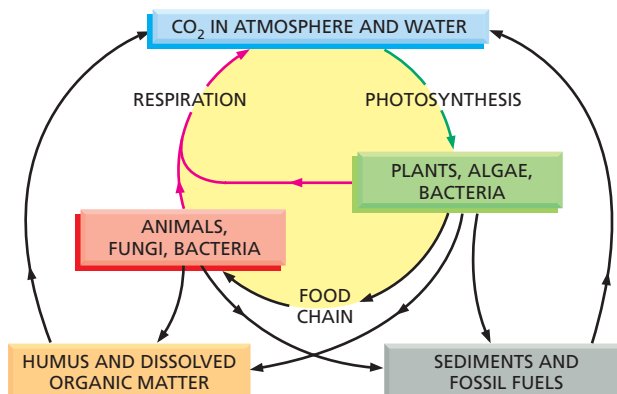 CO₂ IN ATMOSPHERE AND WATER
RESPIRATION
PHOTOSYNTHESIS
PLANTS, ALGAE,
BACTERIA
ANIMALS,
FUNGI, BACTERIA
FOOD
CHAIN
HUMUS AND DISSOLVED
ORGANIC MATTER
SEDIMENTS AND
FOSSIL FUELS